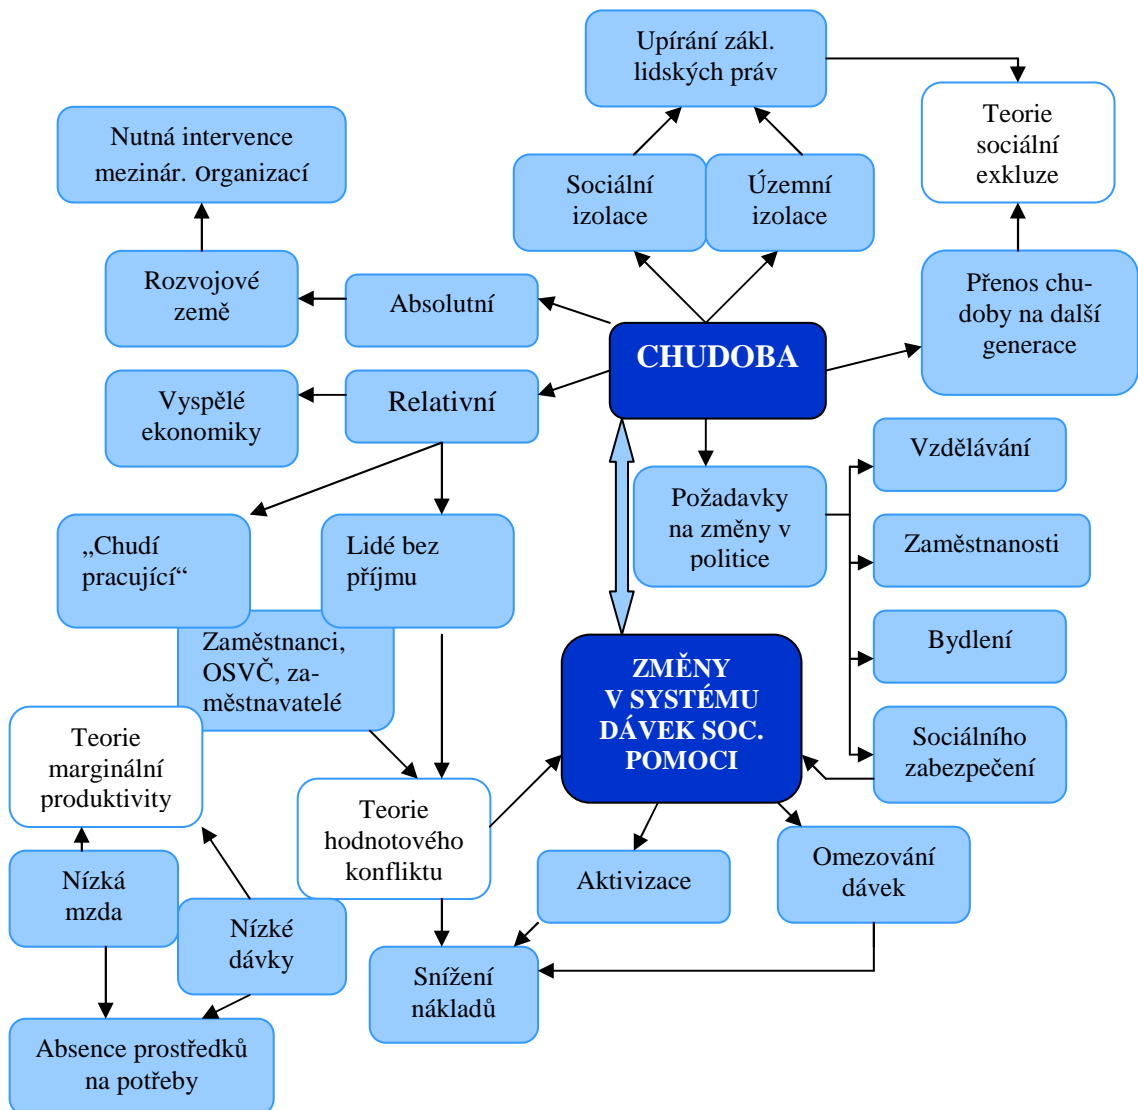 Upírání zákl.
lidských práv
Teorie
sociální
exkluze
Nutná intervence
mezinár. organizací
Sociální
izolace
Územní
izolace
Rozvojové
země
Absolutní
Přenos chu-
doby na další
generace
CHUDOBA
Vyspělé
ekonomiky
Relativní
Vzdělávání
Požadavky
na změny v
politice
„Chudí
pracující“
Lidé bez
příjmu
Zaměstnanosti
Zaměstnanci,
OSVČ, za-
městnavatelé
Bydlení
ZMĚNY
V SYSTÉMU
DÁVEK SOC.
POMOCI
Teorie
marginální
produktivity
Sociálního
zabezpečení
Teorie
hodnotového
konfliktu
Nízká
mzda
Aktivizace
Omezování
dávek
Nízké
dávky
Snížení
nákladů
Absence prostředků
na potřeby